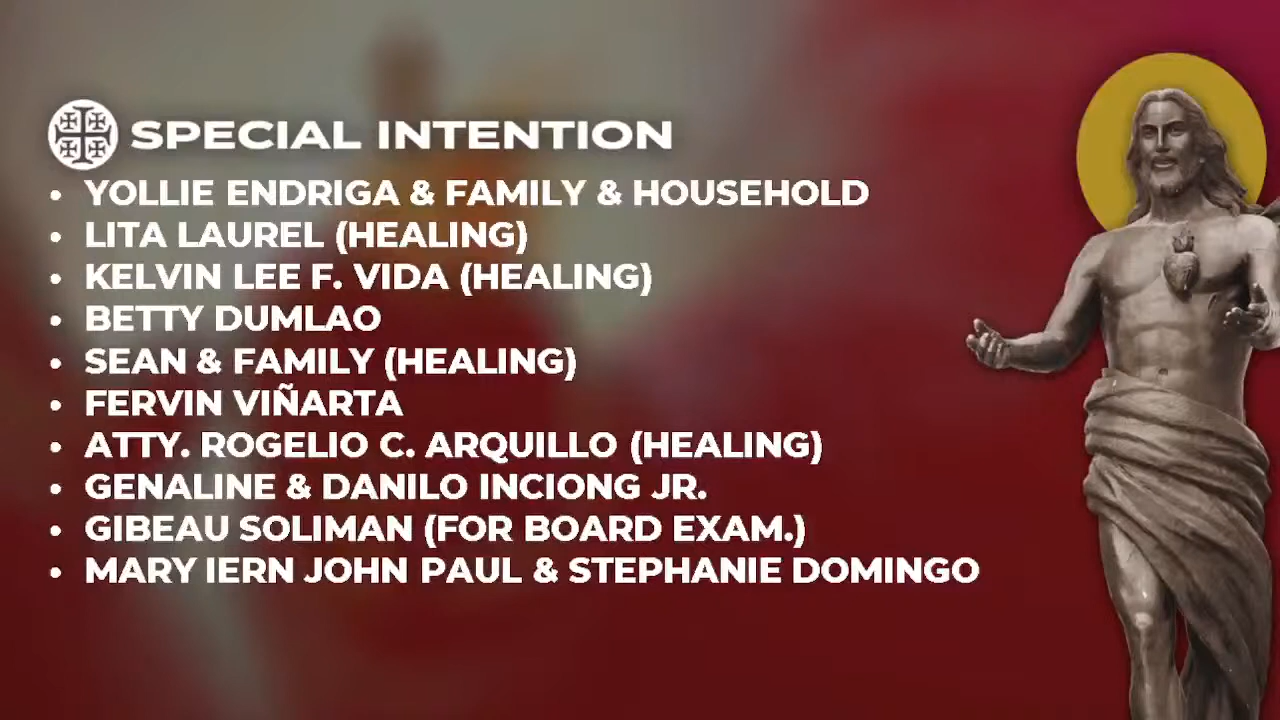 SPECIAL INTENTION
• YOLLIE ENDRIGA & FAMILY & HOUSEHOLD
• LITA LAUREL (HEALING)
• KELVIN LEE F. VIDA (HEALING)
• BETTY DUMLAO
• SEAN & FAMILY (HEALING)
• FERVIN VIÑARTA
• ATTY. ROGELIO C. ARQUILLO (HEALING)
• GENALINE & DANILO INCIONG JR.
• GIBEAU SOLIMAN (FOR BOARD EXAM.)
• MARY IERN JOHN PAUL & STEPHANIE DOMINGO